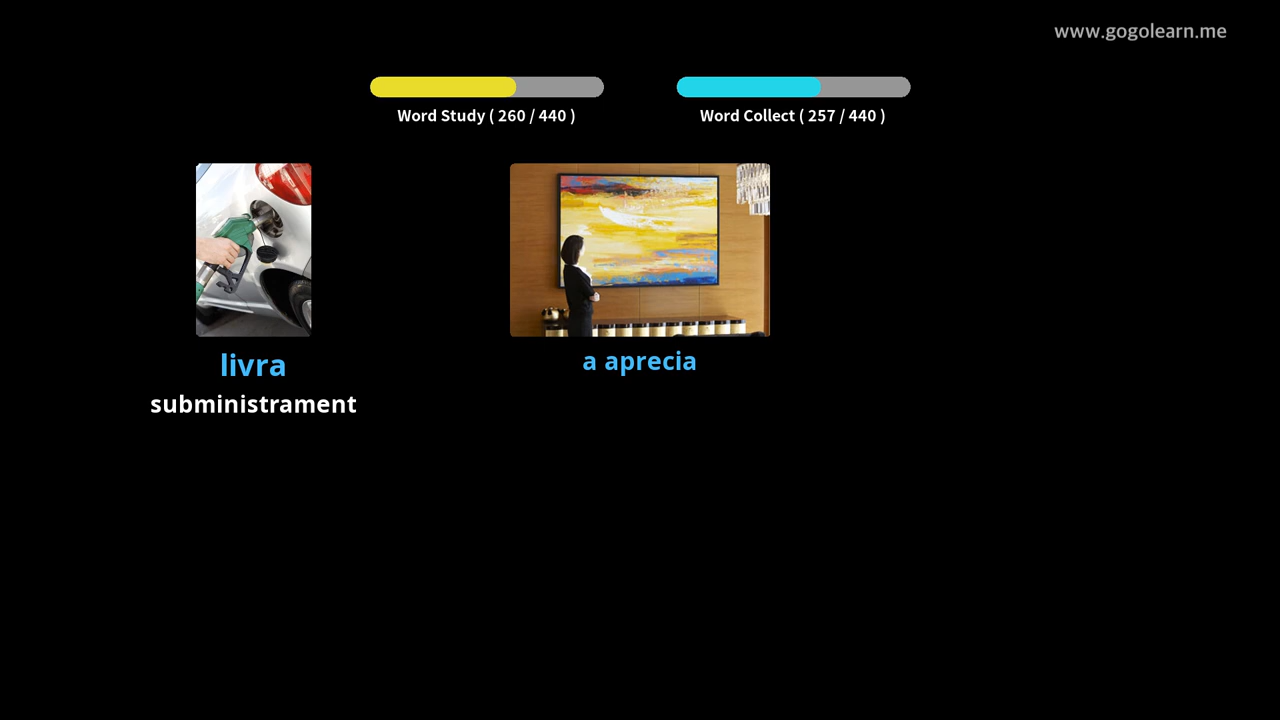 www.gogolearn.me
Word Study ( 260 / 440 )
Word Collect ( 257 / 440 )
livra
a aprecia
subministrament